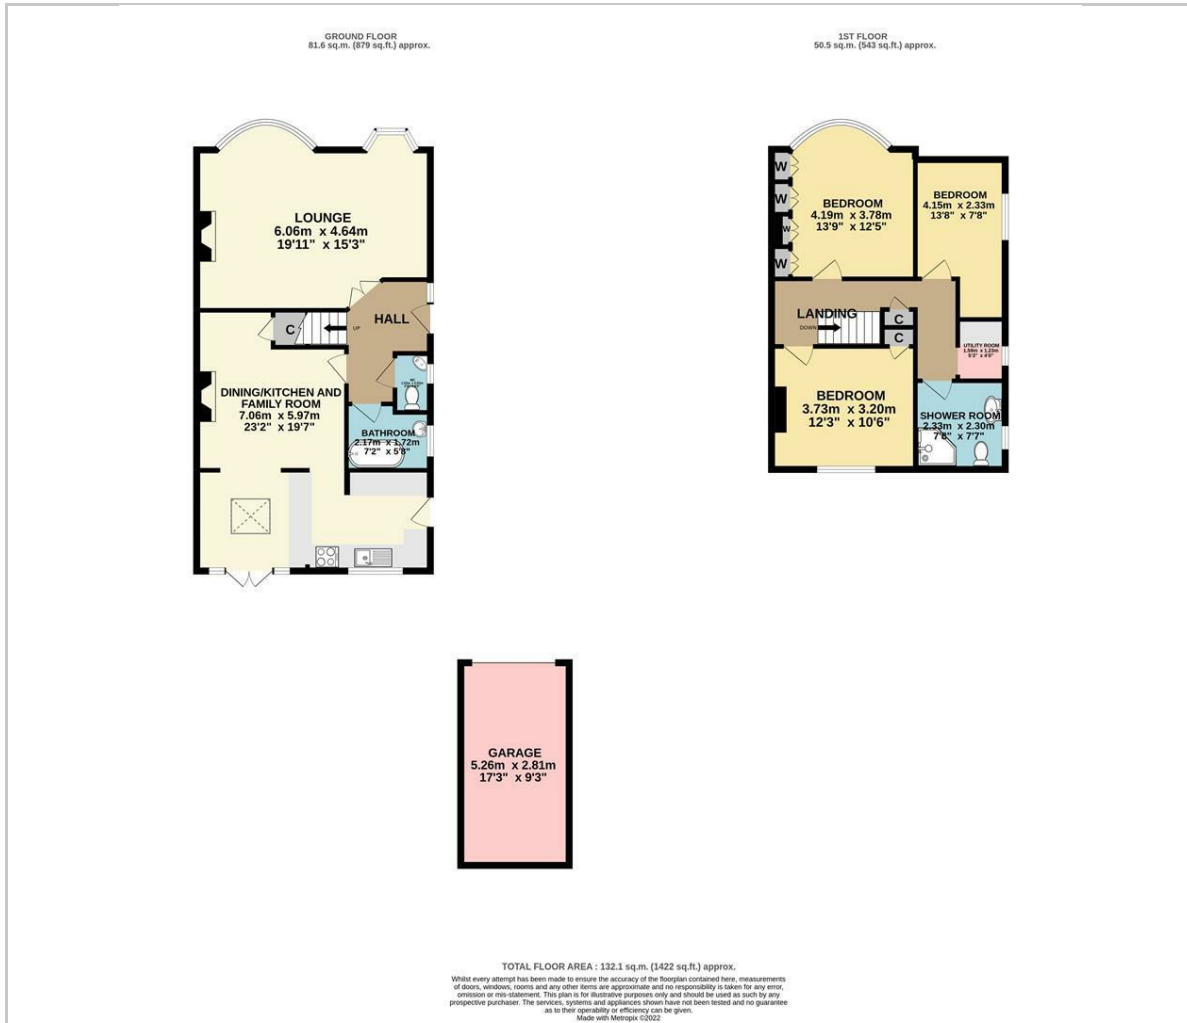 GROUND FLOOR
81.6 sq.m. (879 sq.ft.) approx.
LOUNGE
6.06m x 4.64m
19'11" x 15'3"
HALL
UP
C
DINING/KITCHEN AND
FAMILY ROOM
7.06m x 5.97m
23'2" x 19'7"
WC
BATHROOM
2.17m x 1.72m
7'2" x 5'8"
1ST FLOOR
50.5 sq.m. (543 sq.ft.) approx.
W
W
W
W
BEDROOM
4.19m x 3.78m
13'9" x 12'5"
BEDROOM
4.15m x 2.33m
13'8" x 7'8"
LANDING
DOWN
C
C
UTILITY ROOM
BEDROOM
3.73m x 3.20m
12'3" x 10'6"
SHOWER ROOM
2.33m x 2.30m
7'8" x 7'7"
GARAGE
5.26m x 2.81m
17'3" x 9'3"
TOTAL FLOOR AREA : 132.1 sq.m. (1422 sq.ft.) approx.
Whilst every attempt has been made to ensure the accuracy of the floorplan contained here, measurements
of doors, windows, rooms and any other items are approximate and no responsibility is taken for any error,
omission or mis-statement. This plan is for illustrative purposes only and should be used as such by any
prospective purchaser. The services, systems and appliances shown have not been tested and no guarantee
as to their operability or efficiency can be given.
Made with Metropix ©2022